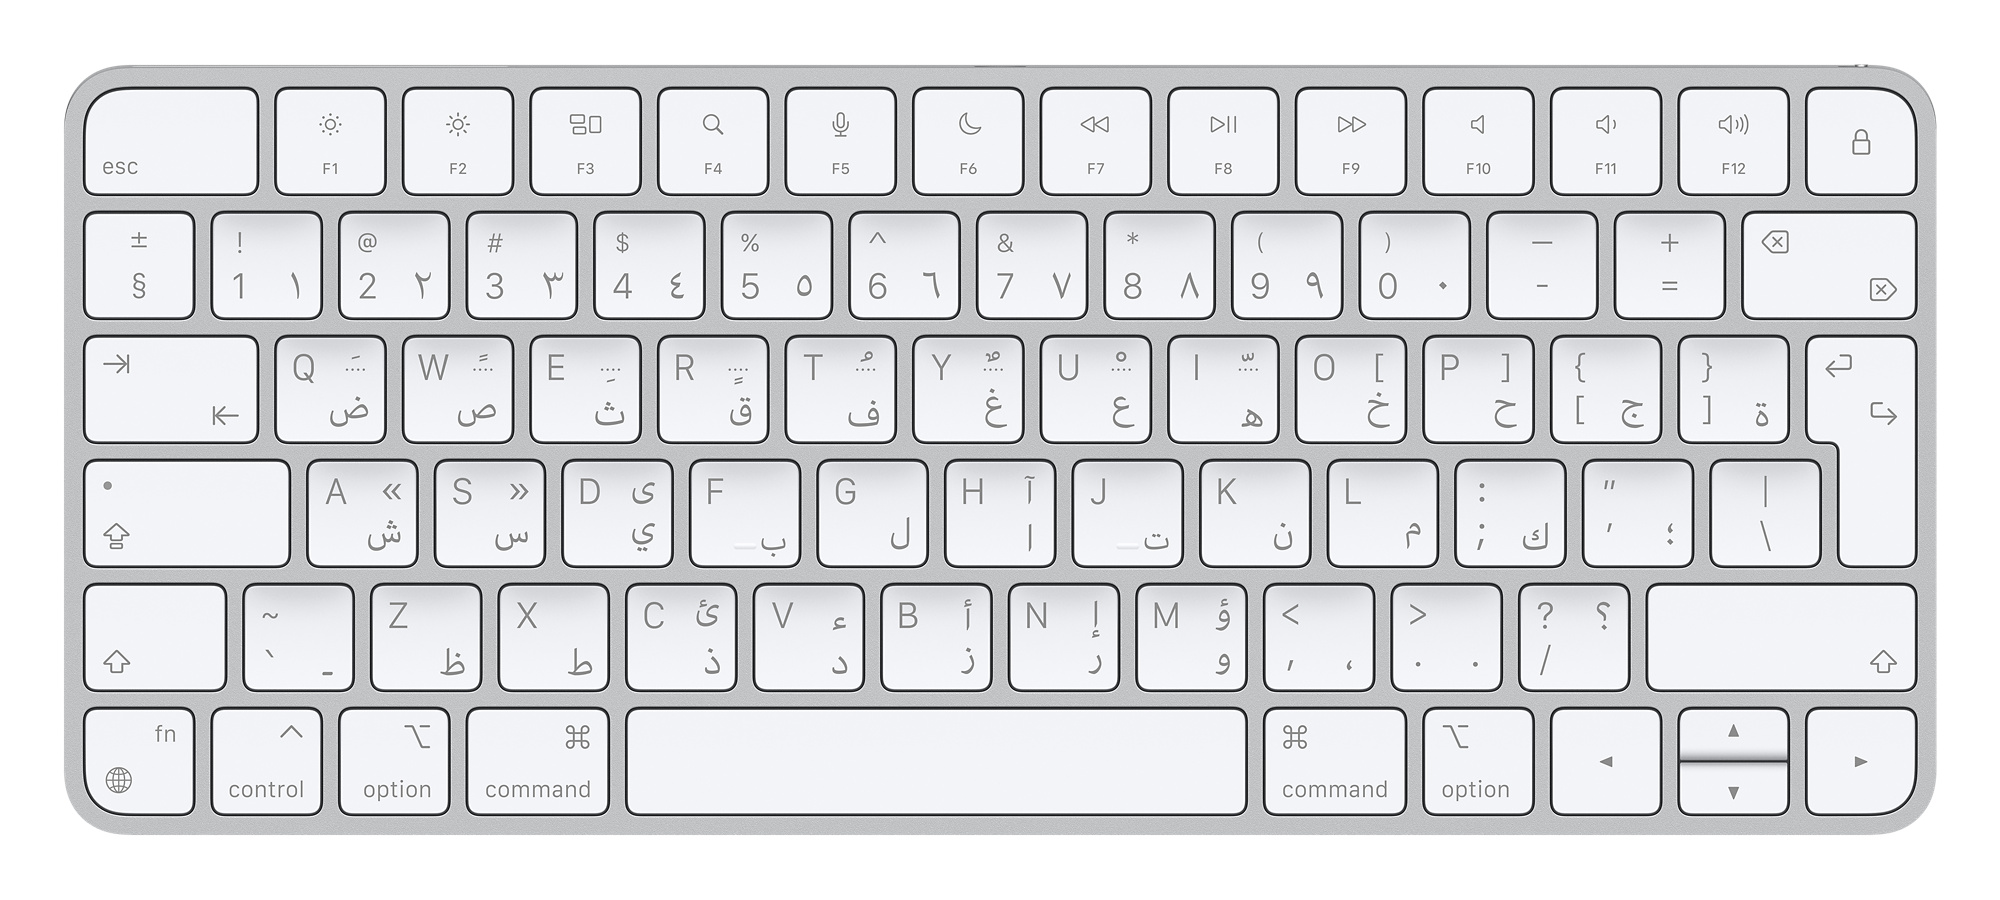 esc F1 F2 F3 F4 F5 F6 F7 F8 F9 F10 F11 F12
± ! @ # $ % ^ & * ( ) — +
§ 1 ١ 2 ٢ 3 ٣ 4 ٤ 5 ٥ 6 ٦ 7 ٧ 8 ٨ 9 ٩ 0 ٠ - =
Q َ W ً E ِ R ٍ T ُ Y ٌ U ْ I ّ O [ P ] { }
ض ص ث ق ف غ ع ه خ ح [ ج ] ة
A « S » D ى F G H آ J K L : " |
ش س ي ب ل ا ت ن م ; ك ' ؛ \
~ Z X C ئ V ء B أ N إ M ؤ < > ? ؟
` ـ ظ ط ذ د ز ر و , ، . . /
fn ^ ⌥ ⌘ ⌘ ⌥
control option command command option